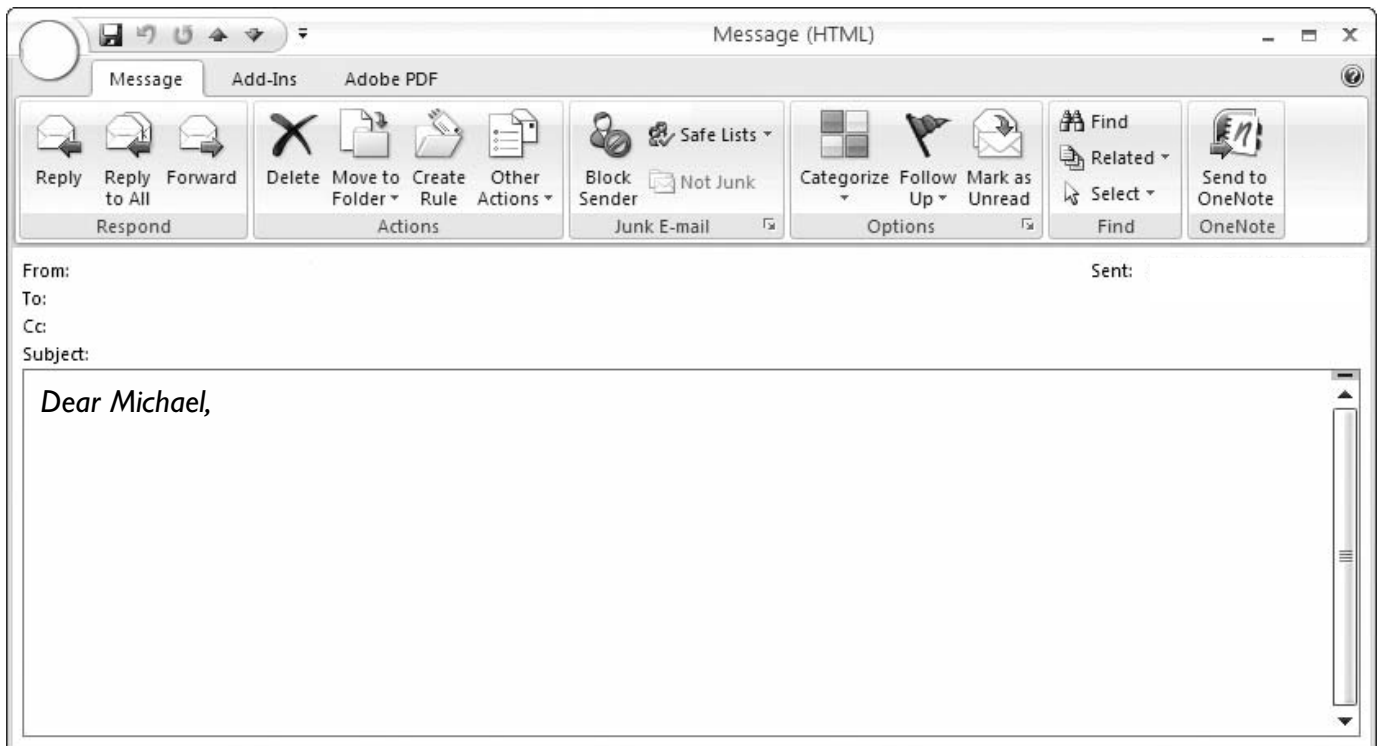 Message (HTML)
Message Add-Ins Adobe PDF
Reply Reply to All Forward
Respond
Delete Move to Folder Create Rule Other Actions
Actions
Block Sender Safe Lists Not Junk
Junk E-mail
Categorize Follow Up Mark as Unread
Options
Find Related Select
Find
Send to OneNote
OneNote
From: Sent:
To:
Cc:
Subject:
Dear Michael,